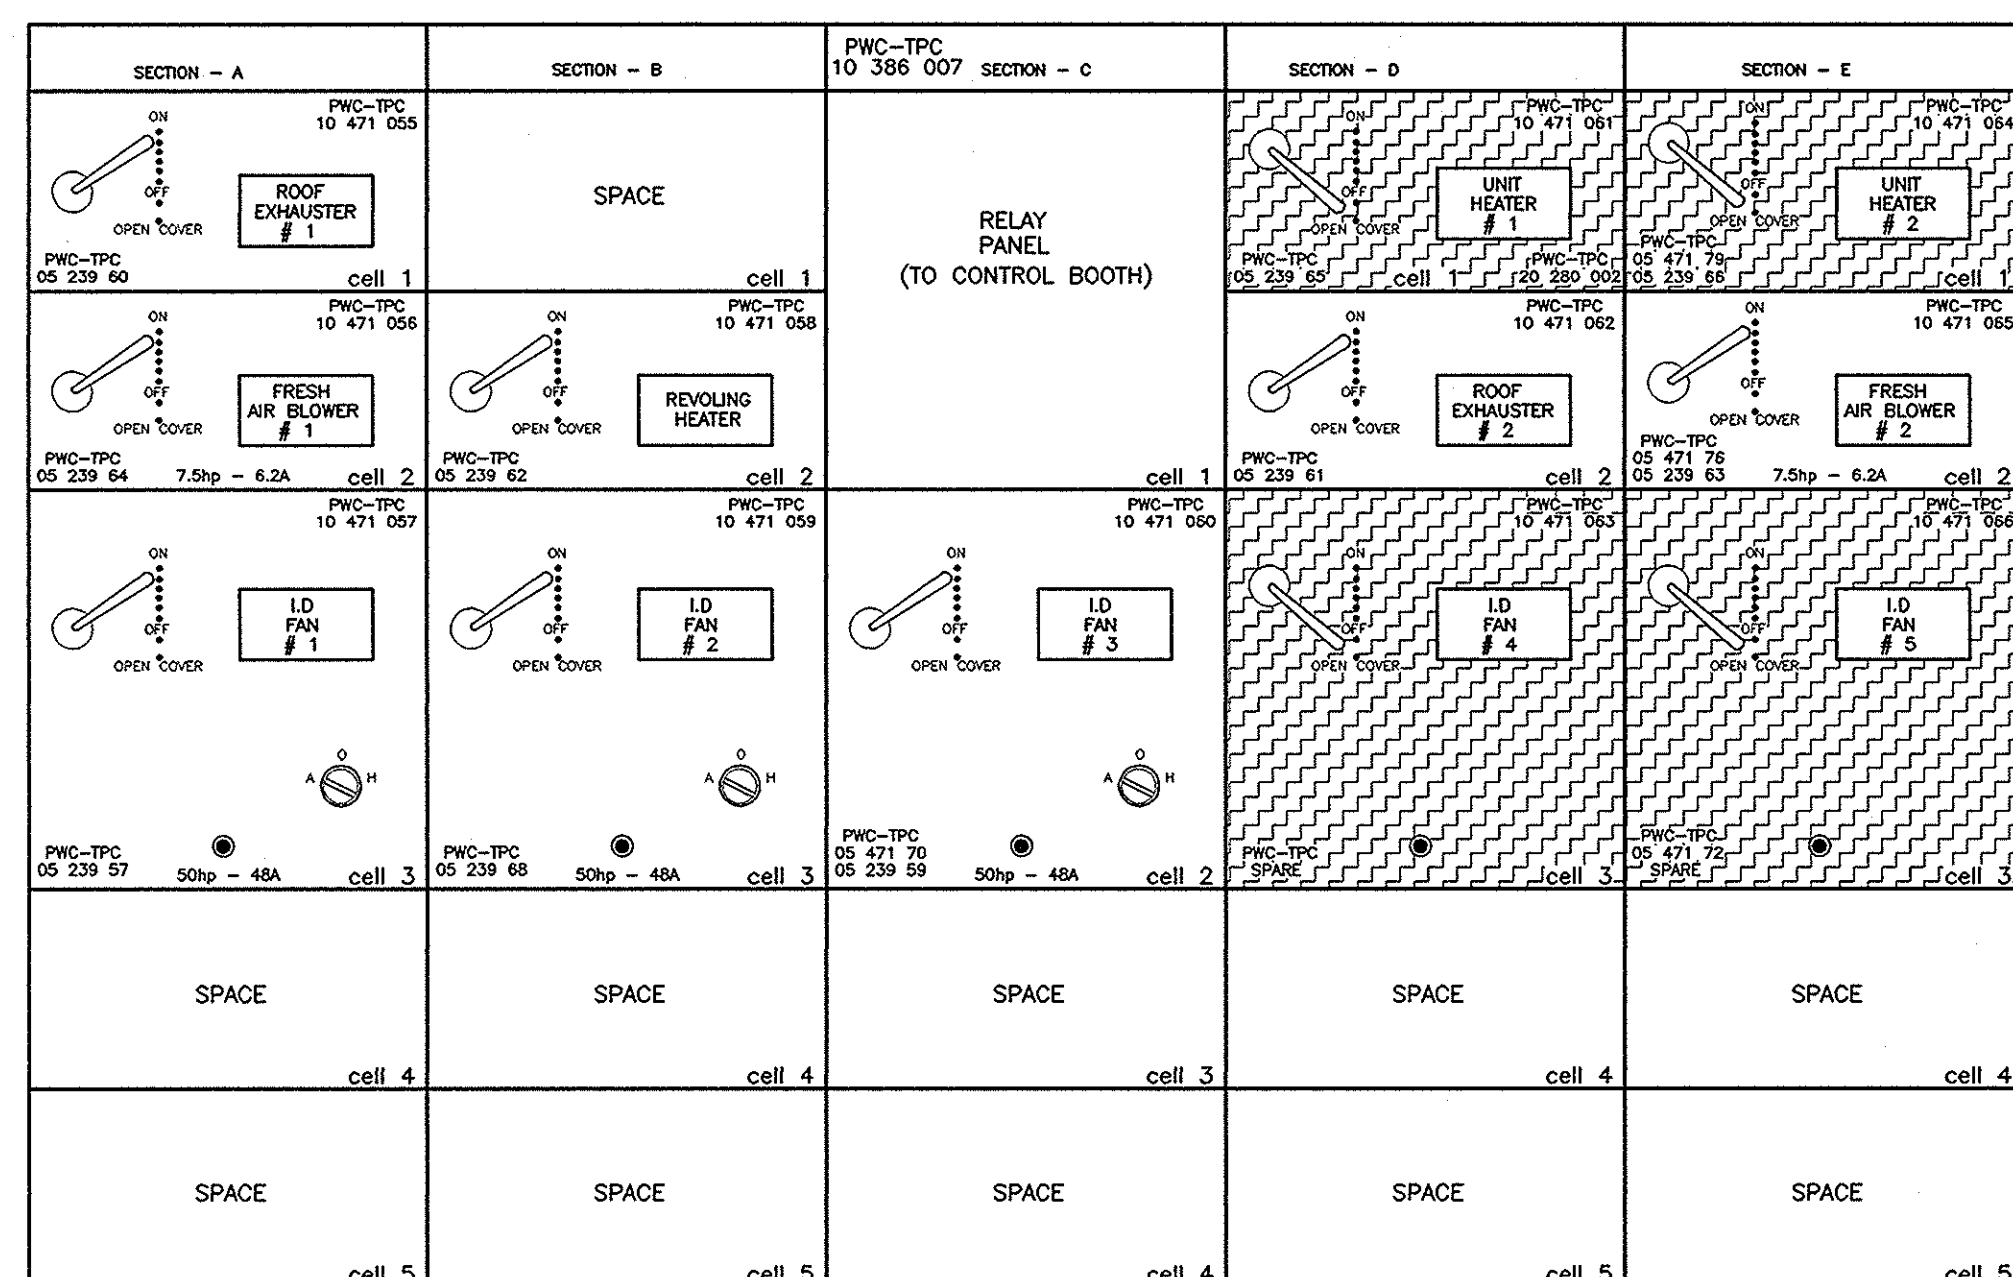 SECTION - A
SECTION - B
PWC-TPC
10 386 007 SECTION - C
SECTION - D
SECTION - E
PWC-TPC
10 471 055
ON
OFF
OPEN COVER
ROOF
EXHAUSTER
# 1
PWC-TPC
05 239 60
cell 1
SPACE
cell 1
RELAY
PANEL
(TO CONTROL BOOTH)
cell 1
PWC-TPC
10 471 061
ON
OFF
OPEN COVER
UNIT
HEATER
# 1
PWC-TPC
05 239 65
cell 1
PWC-TPC
20 280 002
PWC-TPC
10 471 064
ON
OFF
OPEN COVER
UNIT
HEATER
# 2
PWC-TPC
05 471 79
05 239 66
cell 1
PWC-TPC
10 471 056
ON
OFF
OPEN COVER
FRESH
AIR BLOWER
# 1
PWC-TPC
05 239 64
7.5hp - 6.2A
cell 2
PWC-TPC
10 471 058
ON
OFF
OPEN COVER
REVOLING
HEATER
PWC-TPC
05 239 62
cell 2
PWC-TPC
10 471 062
ON
OFF
OPEN COVER
ROOF
EXHAUSTER
# 2
PWC-TPC
05 239 61
cell 2
PWC-TPC
10 471 065
ON
OFF
OPEN COVER
FRESH
AIR BLOWER
# 2
PWC-TPC
05 471 76
05 239 63
7.5hp - 6.2A
cell 2
PWC-TPC
10 471 057
ON
OFF
OPEN COVER
I.D
FAN
# 1
O
A H
PWC-TPC
05 239 57
50hp - 48A
cell 3
PWC-TPC
10 471 059
ON
OFF
OPEN COVER
I.D
FAN
# 2
O
A H
PWC-TPC
05 239 68
50hp - 48A
cell 3
PWC-TPC
10 471 060
ON
OFF
OPEN COVER
I.D
FAN
# 3
O
A H
PWC-TPC
05 471 70
05 239 59
50hp - 48A
cell 2
PWC-TPC
10 471 063
ON
OFF
OPEN COVER
I.D
FAN
# 4
PWC-TPC
SPARE
cell 3
PWC-TPC
10 471 066
ON
OFF
OPEN COVER
I.D
FAN
# 5
PWC-TPC
05 471 72
SPARE
cell 3
SPACE
cell 4
SPACE
cell 4
SPACE
cell 3
SPACE
cell 4
SPACE
cell 4
SPACE
cell 5
SPACE
cell 5
SPACE
cell 4
SPACE
cell 5
SPACE
cell 5